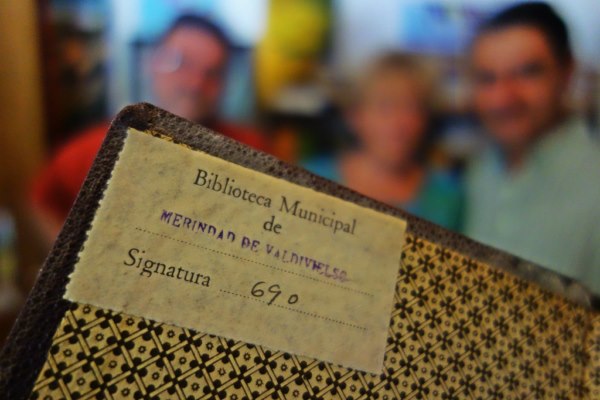 Biblioteca Municipal
de
MERINDAD DE VALDIVIELSO
Signatura 690